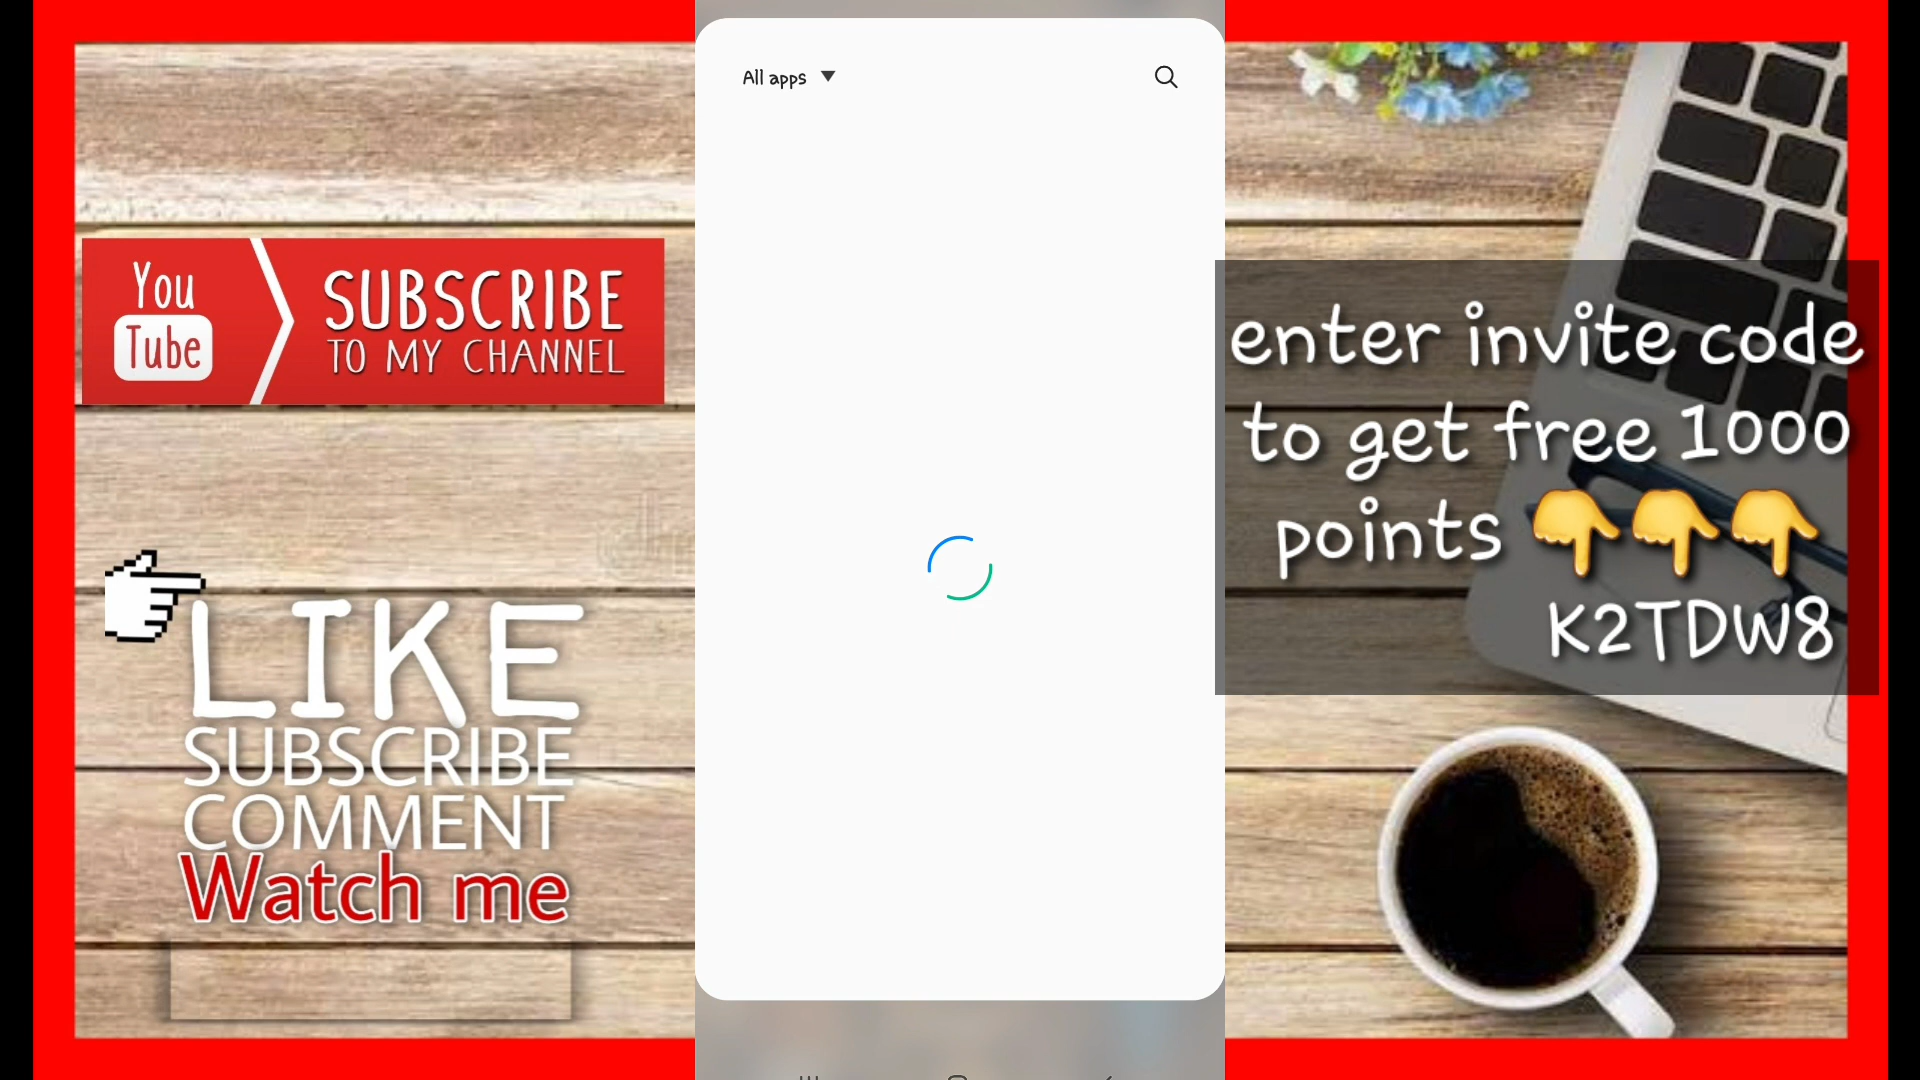 All apps
You
Tube
SUBSCRIBE
TO MY CHANNEL
enter invite code
to get free 1000
points 👇👇👇
K2TDW8
LIKE
SUBSCRIBE
COMMENT
Watch me